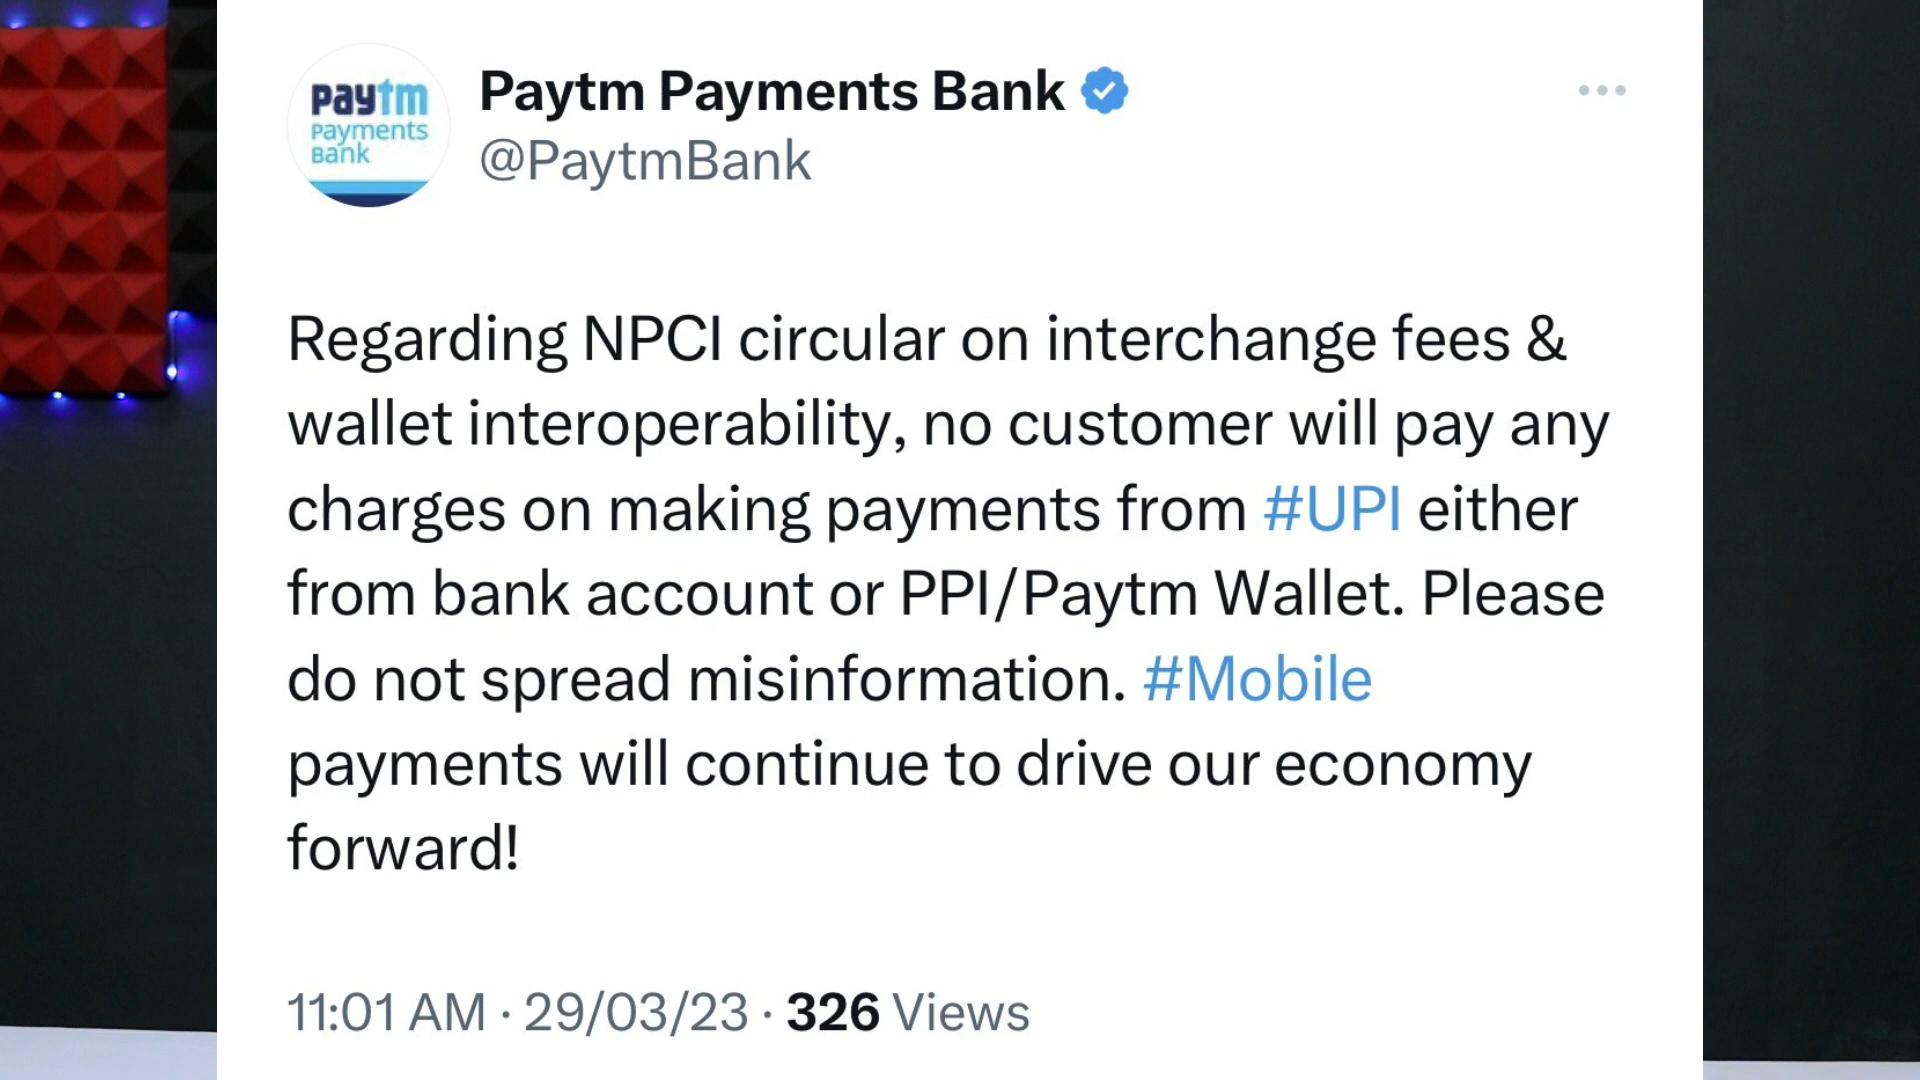 paytm
Payments
Bank
Paytm Payments Bank
@PaytmBank
Regarding NPCI circular on interchange fees &
wallet interoperability, no customer will pay any
charges on making payments from #UPI either
from bank account or PPI/Paytm Wallet. Please
do not spread misinformation. #Mobile
payments will continue to drive our economy
forward!
11:01 AM · 29/03/23 · 326 Views